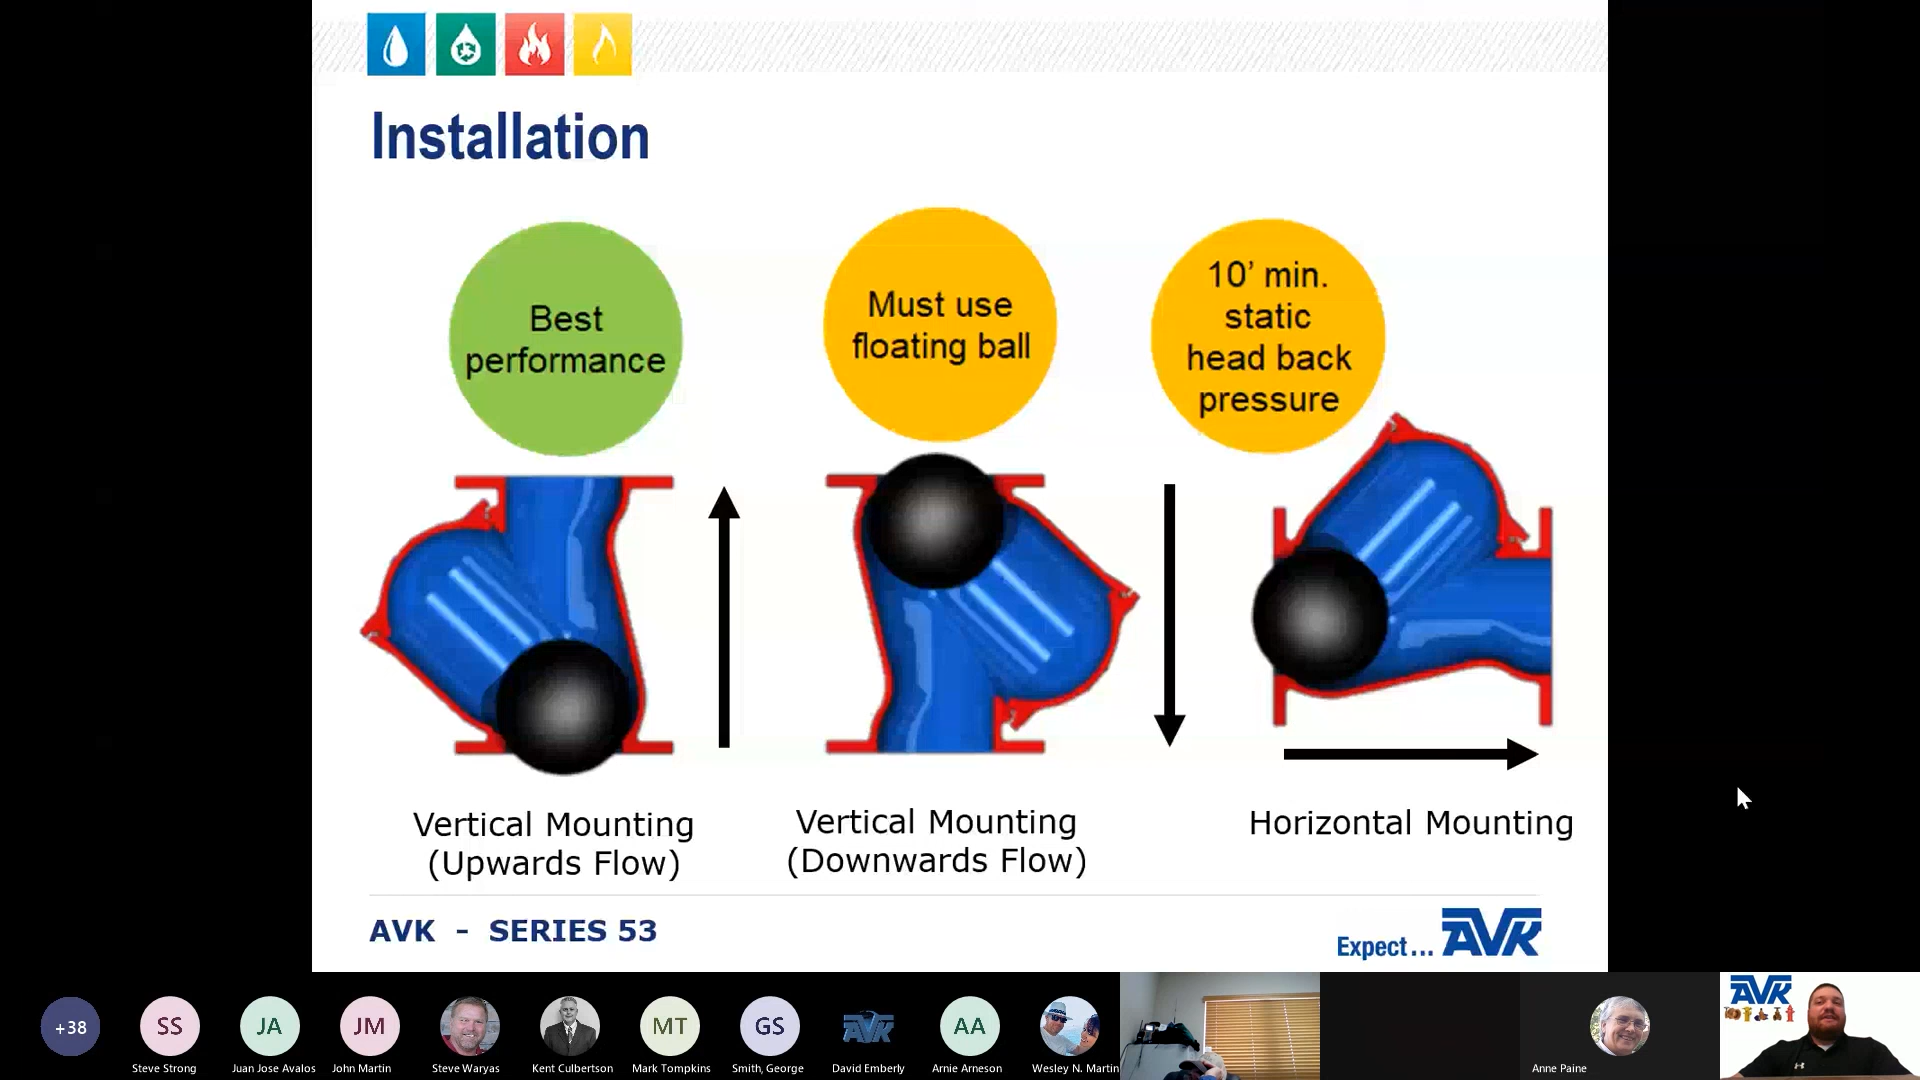 Installation
Best
performance
Must use
floating ball
10’ min.
static
head back
pressure
Vertical Mounting
(Upwards Flow)
Vertical Mounting
(Downwards Flow)
Horizontal Mounting
AVK - SERIES 53
Expect... AVK
+38
SS
JA
JM
MT
GS
AVK
AA
AVK
Steve Strong
Juan Jose Avalos
John Martin
Steve Waryas
Kent Culbertson
Mark Tompkins
Smith, George
David Emberly
Arnie Arneson
Wesley N. Martin
Anne Paine